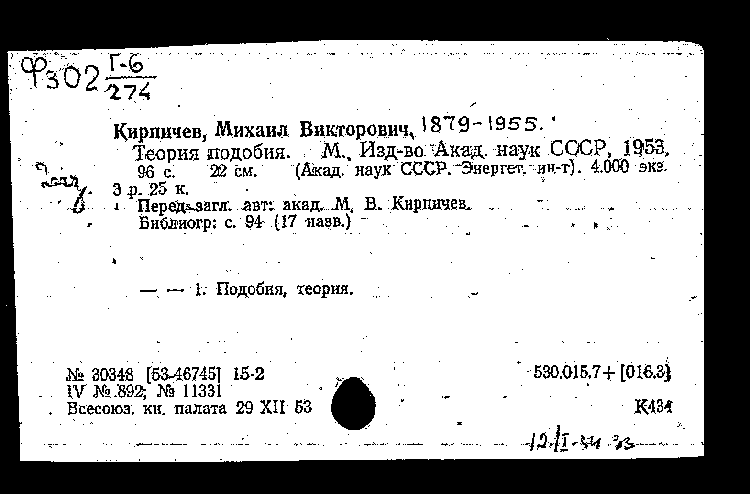 Ф302 Г-6
274
Кирпичев, Михаил Викторович, 1879-1955.
Теория подобия. М., Изд-во Акад. наук СССР, 1953.
96 с. 22 см. (Акад. наук СССР. Энергет. ин-т). 4.000 экз.
3 р. 25 к.
Перед загл. авт: акад. М. В. Кирпичев.
Библиогр: с. 94 (17 назв.)
— — 1. Подобия, теория.
№ 30348 [53-46745] 15-2 530.015.7+[016.3]
IV № 892; № 11331
Всесоюз. кн. палата 29 XII 53 К434
12/I-54